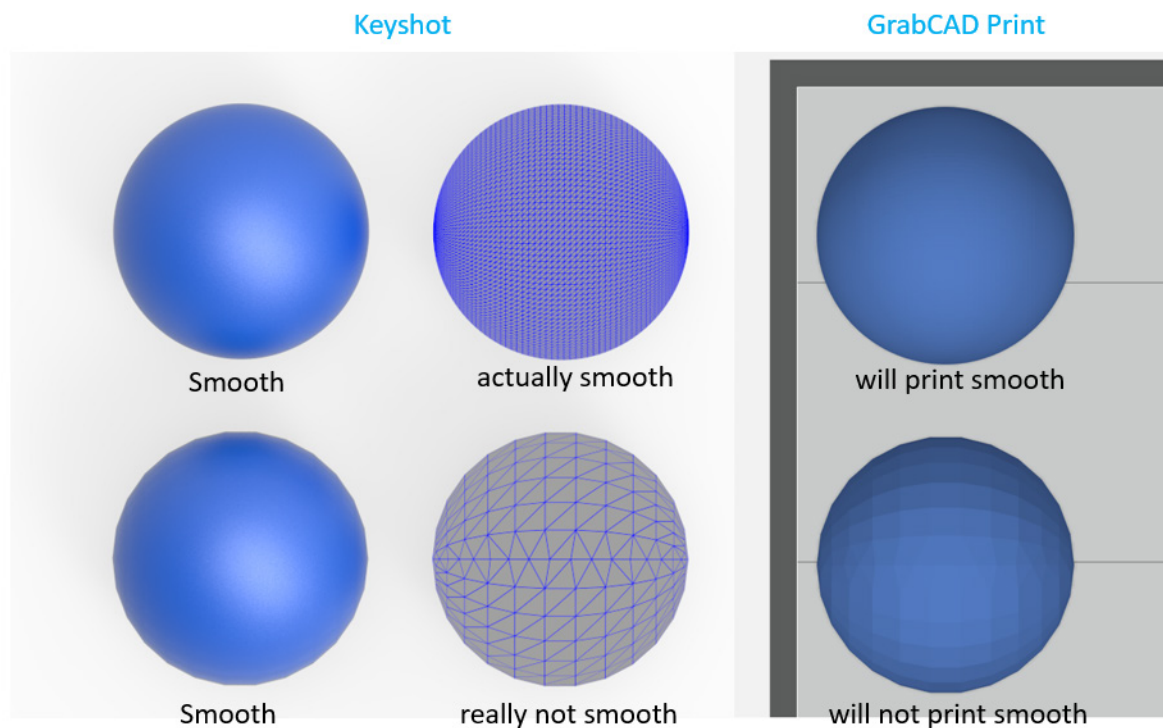 Keyshot
GrabCAD Print
Smooth
actually smooth
will print smooth
Smooth
really not smooth
will not print smooth